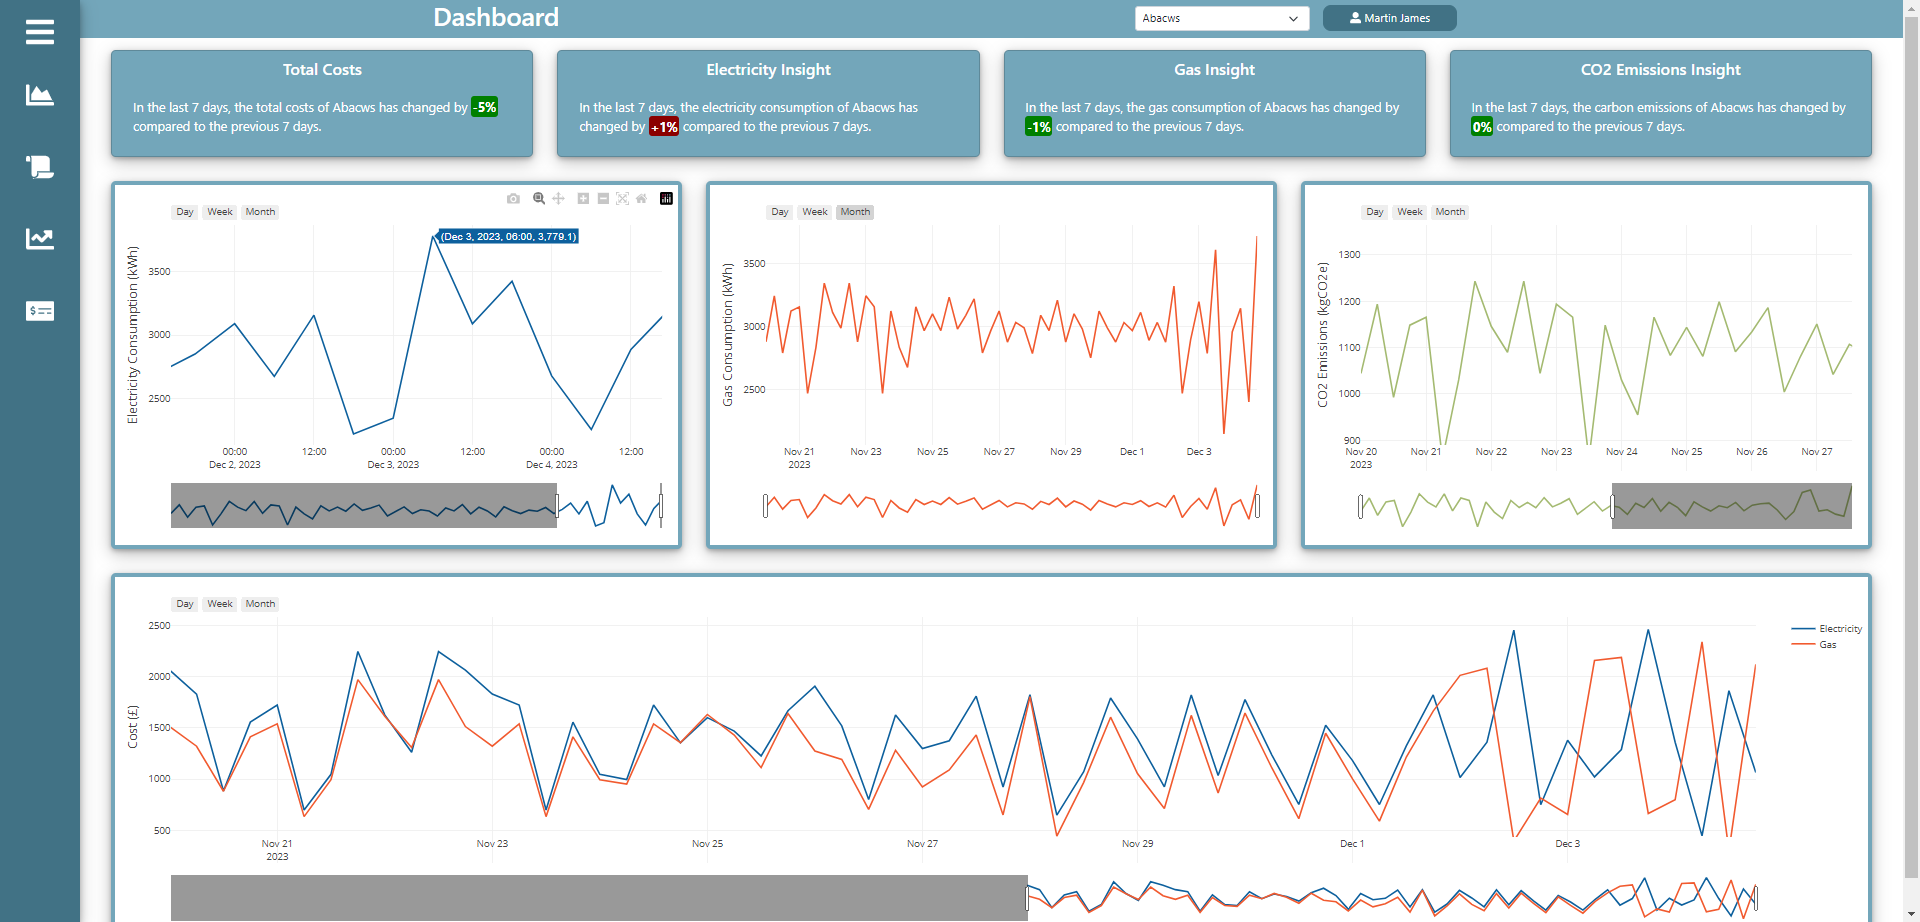 Dashboard
Abacws
Martin James
Total Costs
In the last 7 days, the total costs of Abacws has changed by -5%
compared to the previous 7 days.
Electricity Insight
In the last 7 days, the electricity consumption of Abacws has
changed by +1% compared to the previous 7 days.
Gas Insight
In the last 7 days, the gas consumption of Abacws has changed by
-1% compared to the previous 7 days.
CO2 Emissions Insight
In the last 7 days, the carbon emissions of Abacws has changed by
0% compared to the previous 7 days.
Day Week Month
(Dec 3, 2023, 06:00, 3,779.1)
Electricity Consumption (kWh)
3500
3000
2500
00:00 12:00 00:00 12:00 00:00 12:00
Dec 2, 2023 Dec 3, 2023 Dec 4, 2023
Day Week Month
Gas Consumption (kWh)
3500
3000
2500
Nov 21 Nov 23 Nov 25 Nov 27 Nov 29 Dec 1 Dec 3
2023
Day Week Month
CO2 Emissions (kgCO2e)
1300
1200
1100
1000
900
Nov 20 Nov 21 Nov 22 Nov 23 Nov 24 Nov 25 Nov 26 Nov 27
2023
Day Week Month
Cost (£)
2500
2000
1500
1000
500
Nov 21 Nov 23 Nov 25 Nov 27 Nov 29 Dec 1 Dec 3
2023
Electricity
Gas